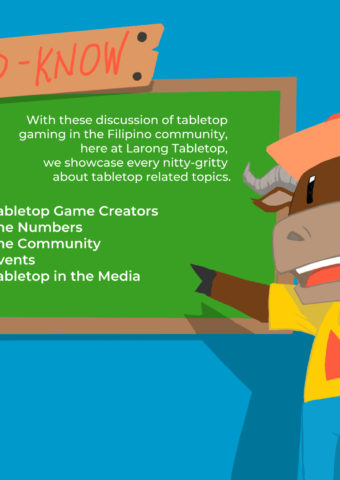 -KNOW
With these discussion of tabletop
gaming in the Filipino community,
here at Larong Tabletop,
we showcase every nitty-gritty
about tabletop related topics.
abletop Game Creators
he Numbers
he Community
vents
abletop in the Media